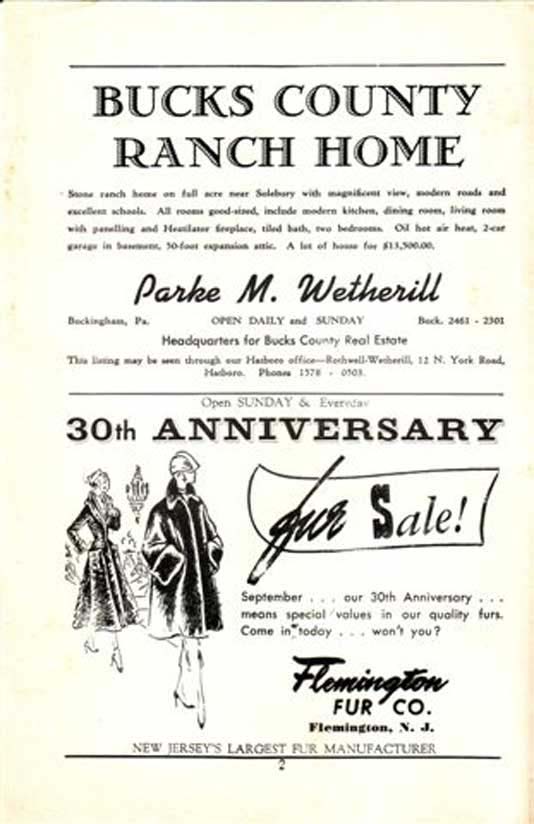 BUCKS COUNTY
RANCH HOME
Stone ranch home on full acre near Solebury with magnificent view, modern roads and
excellent schools. All rooms good-sized, include modern kitchen, dining room, living room
with panelling and Heatilator fireplace, tiled bath, two bedrooms. Oil hot air heat, 2-car
garage in basement, 50-foot expansion attic. A lot of house for $13,500.00.
Parke M. Wetherill
Buckingham, Pa. OPEN DAILY and SUNDAY Buck. 2461 - 2301
Headquarters for Bucks County Real Estate
This listing may be seen through our Hatboro office—Rothwell-Wetherill, 12 N. York Road,
Hatboro. Phones 1578 - 0503.
Open SUNDAY & Everyday
30th ANNIVERSARY
fur Sale!
September . . . our 30th Anniversary . . .
means special values in our quality furs.
Come in today . . . won't you?
Flemington
FUR CO.
Flemington, N. J.
NEW JERSEY'S LARGEST FUR MANUFACTURER
2